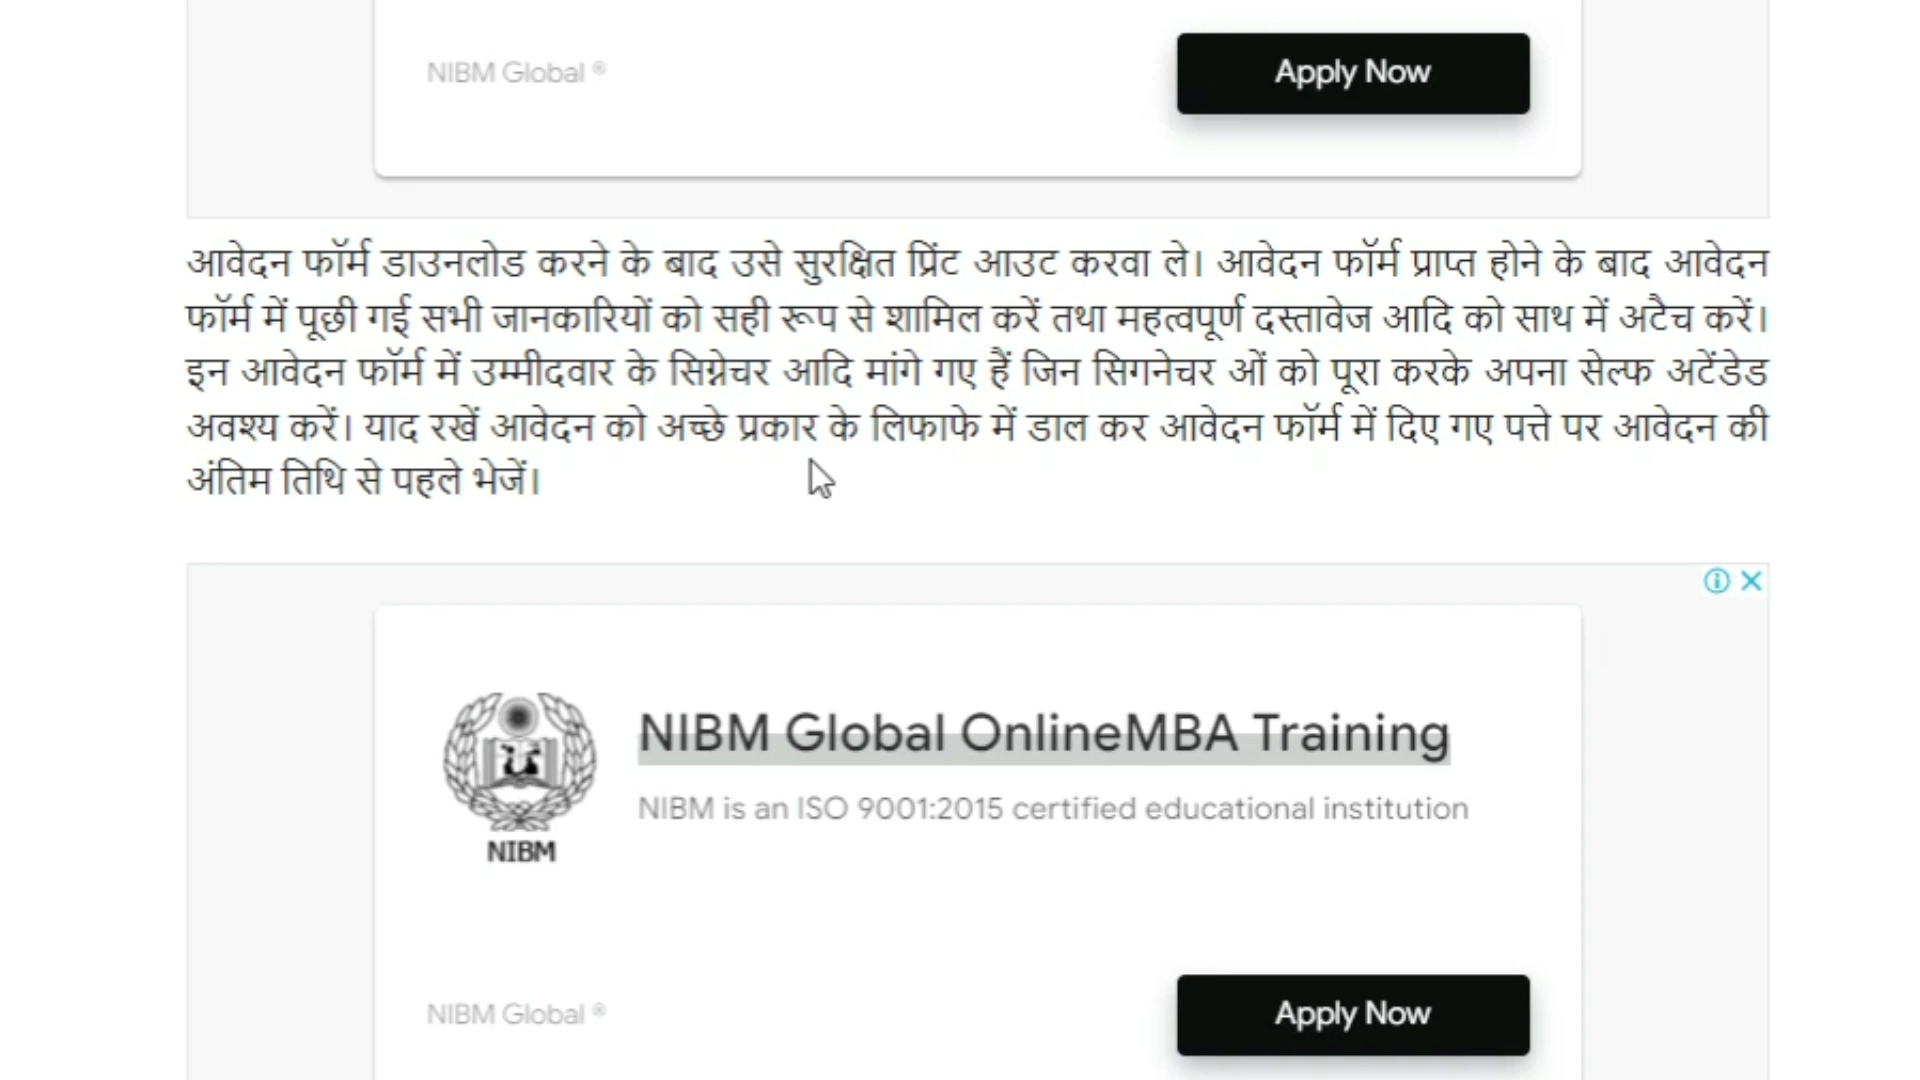 NIBM Global ®
Apply Now
आवेदन फॉर्म डाउनलोड करने के बाद उसे सुरक्षित प्रिंट आउट करवा ले। आवेदन फॉर्म प्राप्त होने के बाद आवेदन
फॉर्म में पूछी गई सभी जानकारियों को सही रूप से शामिल करें तथा महत्वपूर्ण दस्तावेज आदि को साथ में अटैच करें।
इन आवेदन फॉर्म में उम्मीदवार के सिग्नेचर आदि मांगे गए हैं जिन सिगनेचर ओं को पूरा करके अपना सेल्फ अटेंडेड
अवश्य करें। याद रखें आवेदन को अच्छे प्रकार के लिफाफे में डाल कर आवेदन फॉर्म में दिए गए पत्ते पर आवेदन की
अंतिम तिथि से पहले भेजें।
NIBM Global OnlineMBA Training
NIBM is an ISO 9001:2015 certified educational institution
NIBM
NIBM Global ®
Apply Now